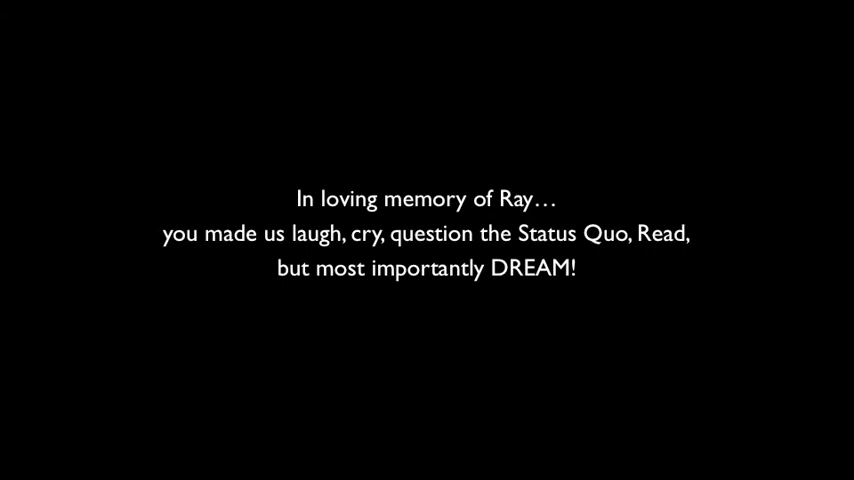 In loving memory of Ray…
you made us laugh, cry, question the Status Quo, Read,
but most importantly DREAM!